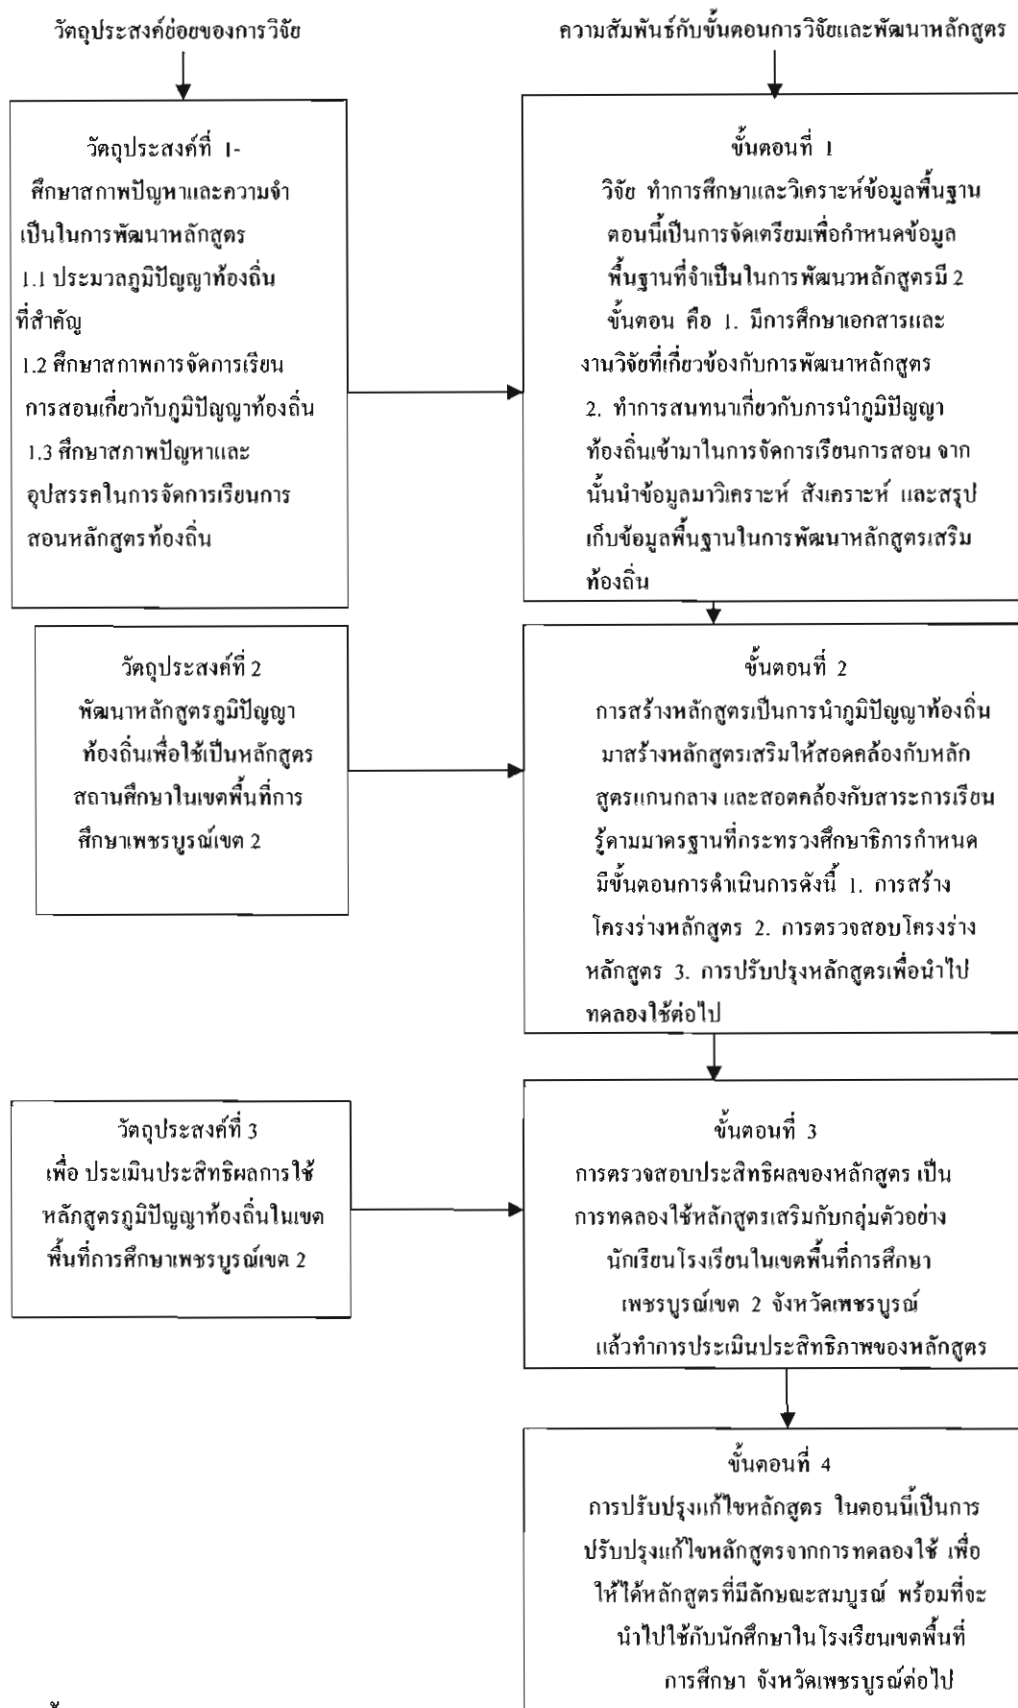 วัตถุประสงค์ย่อยของการวิจัย
ความสัมพันธ์กับขั้นตอนการวิจัยและพัฒนาหลักสูตร
วัตถุประสงค์ที่ 1-
ศึกษาสภาพปัญหาและความจำ
เป็นในการพัฒนาหลักสูตร
1.1 ประมวลภูมิปัญญาท้องถิ่น
ที่สำคัญ
1.2 ศึกษาสภาพการจัดการเรียน
การสอนเกี่ยวกับภูมิปัญญาท้องถิ่น
1.3 ศึกษาสภาพปัญหาและ
อุปสรรคในการจัดการเรียนการ
สอนหลักสูตรท้องถิ่น
ขั้นตอนที่ 1
วิจัย ทำการศึกษาและวิเคราะห์ข้อมูลพื้นฐาน
ตอนนี้เป็นการจัดเตรียมเพื่อกำหนดข้อมูล
พื้นฐานที่จำเป็นในการพัฒนวหลักสูตรมี 2
ขั้นตอน คือ 1. มีการศึกษาเอกสารและ
งานวิจัยที่เกี่ยวข้องกับการพัฒนาหลักสูตร
2. ทำการสนทนาเกี่ยวกับการนำภูมิปัญญา
ท้องถิ่นเข้ามาในการจัดการเรียนการสอน จาก
นั้นนำข้อมูลมาวิเคราะห์ สังเคราะห์ และสรุป
เก็บข้อมูลพื้นฐานในการพัฒนาหลักสูตรเสริม
ท้องถิ่น
วัตถุประสงค์ที่ 2
พัฒนาหลักสูตรภูมิปัญญา
ท้องถิ่นเพื่อใช้เป็นหลักสูตร
สถานศึกษาในเขตพื้นที่การ
ศึกษาเพชรบูรณ์เขต 2
ขั้นตอนที่ 2
การสร้างหลักสูตรเป็นการนำภูมิปัญญาท้องถิ่น
มาสร้างหลักสูตรเสริมให้สอดคล้องกับหลัก
สูตรแกนกลาง และสอดคล้องกับสาระการเรียน
รู้ตามมาตรฐานที่กระทรวงศึกษาธิการกำหนด
มีขั้นตอนการดำเนินการดังนี้ 1. การสร้าง
โครงร่างหลักสูตร 2. การตรวจสอบโครงร่าง
หลักสูตร 3. การปรับปรุงหลักสูตรเพื่อนำไป
ทดลองใช้ต่อไป
วัตถุประสงค์ที่ 3
เพื่อ ประเมินประสิทธิผลการใช้
หลักสูตรภูมิปัญญาท้องถิ่นในเขต
พื้นที่การศึกษาเพชรบูรณ์เขต 2
ขั้นตอนที่ 3
การตรวจสอบประสิทธิผลของหลักสูตร เป็น
การทดลองใช้หลักสูตรเสริมกับกลุ่มตัวอย่าง
นักเรียนโรงเรียนในเขตพื้นที่การศึกษา
เพชรบูรณ์เขต 2 จังหวัดเพชรบูรณ์
แล้วทำการประเมินประสิทธิภาพของหลักสูตร
ขั้นตอนที่ 4
การปรับปรุงแก้ไขหลักสูตร ในตอนนี้เป็นการ
ปรับปรุงแก้ไขหลักสูตรจากการทดลองใช้ เพื่อ
ให้ได้หลักสูตรที่มีลักษณะสมบูรณ์ พร้อมที่จะ
นำไปใช้กับนักศึกษาในโรงเรียนเขตพื้นที่
การศึกษา จังหวัดเพชรบูรณ์ต่อไป